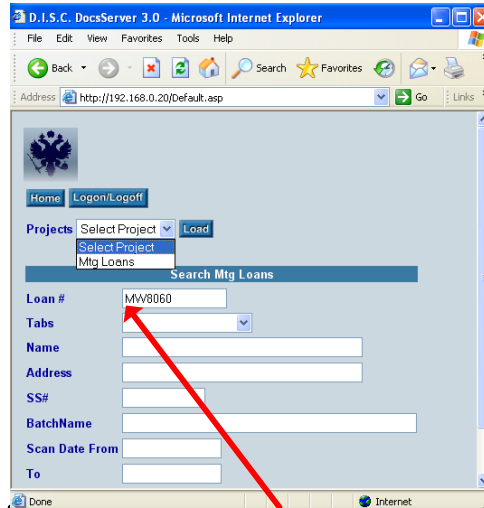 D.I.S.C. DocsServer 3.0 - Microsoft Internet Explorer
File Edit View Favorites Tools Help
Back Search Favorites
Address http://192.168.0.20/Default.asp Go Links
Home Logon/Logoff
Projects Select Project Load
Select Project
Mtg Loans
Search Mtg Loans
Loan # MW8060
Tabs
Name
Address
SS#
BatchName
Scan Date From
To
Done Internet